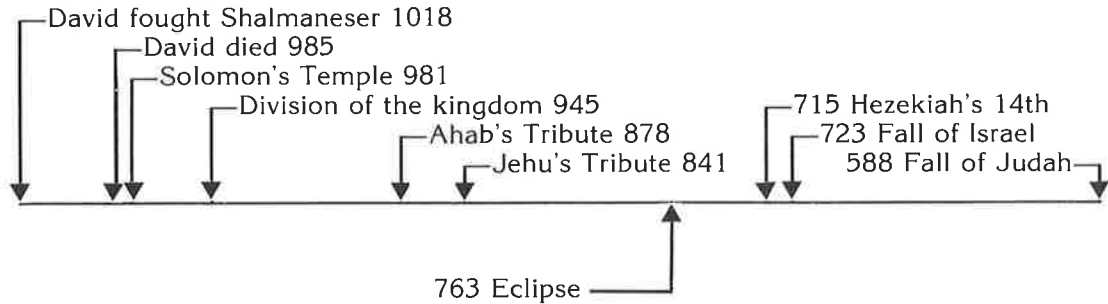 David fought Shalmaneser 1018
David died 985
Solomon's Temple 981
Division of the kingdom 945
715 Hezekiah's 14th
Ahab's Tribute 878
723 Fall of Israel
Jehu's Tribute 841
588 Fall of Judah
763 Eclipse